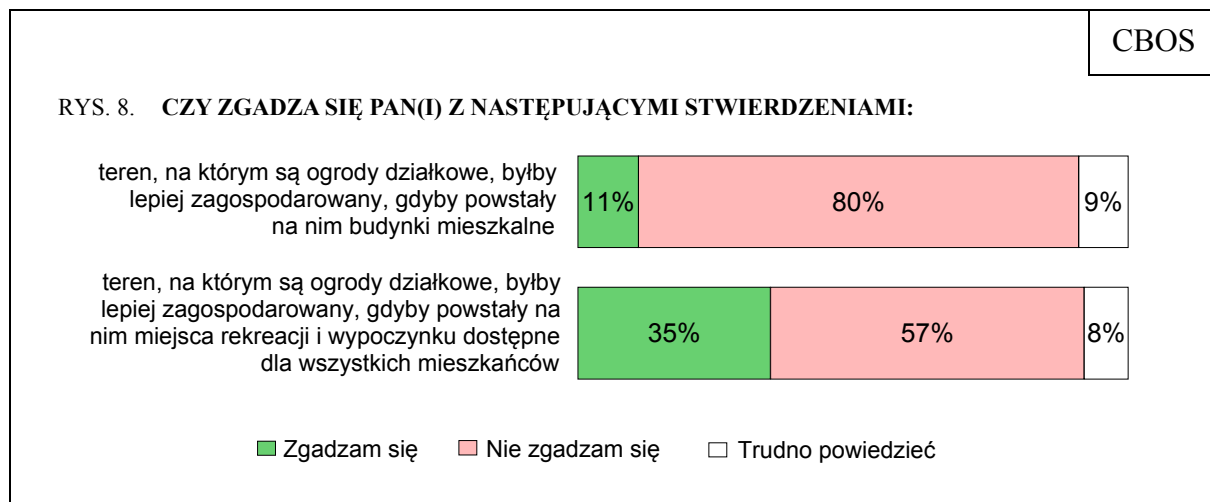 CBOS
RYS. 8. CZY ZGADZA SIĘ PAN(I) Z NASTĘPUJĄCYMI STWIERDZENIAMI:
teren, na którym są ogrody działkowe, byłby
lepiej zagospodarowany, gdyby powstały
na nim budynki mieszkalne
11% 80% 9%
teren, na którym są ogrody działkowe, byłby
lepiej zagospodarowany, gdyby powstały na
nim miejsca rekreacji i wypoczynku dostępne
dla wszystkich mieszkańców
35% 57% 8%
Zgadzam się Nie zgadzam się Trudno powiedzieć